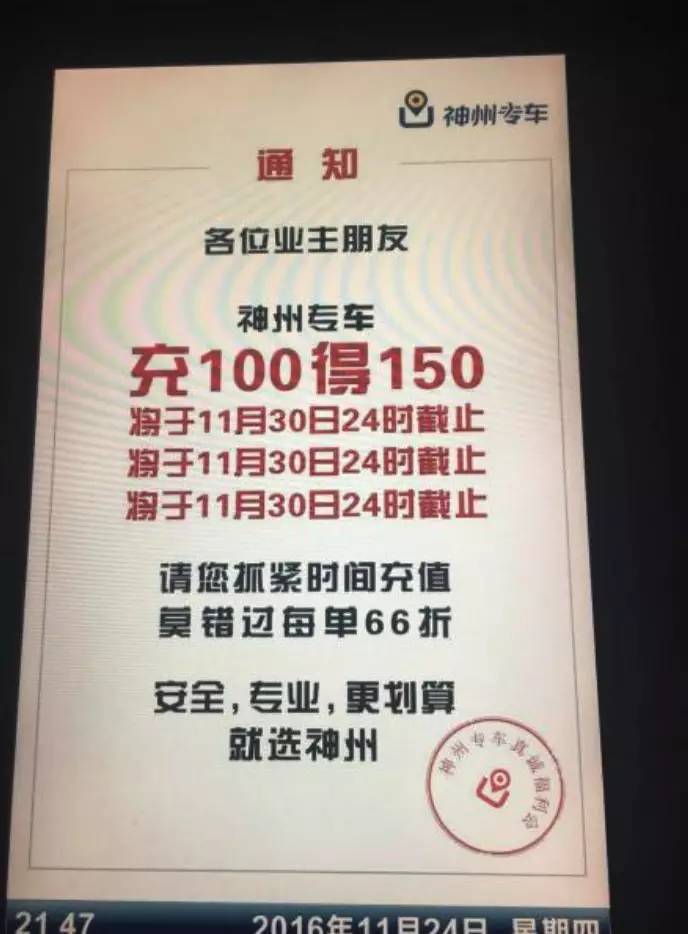 神州专车
通知
各位业主朋友
神州专车
充100得150
将于11月30日24时截止
将于11月30日24时截止
将于11月30日24时截止
请您抓紧时间充值
莫错过每单66折
安全,专业,更划算
就选神州
神州专车真诚福利
21 47
2016年11月24日 星期四